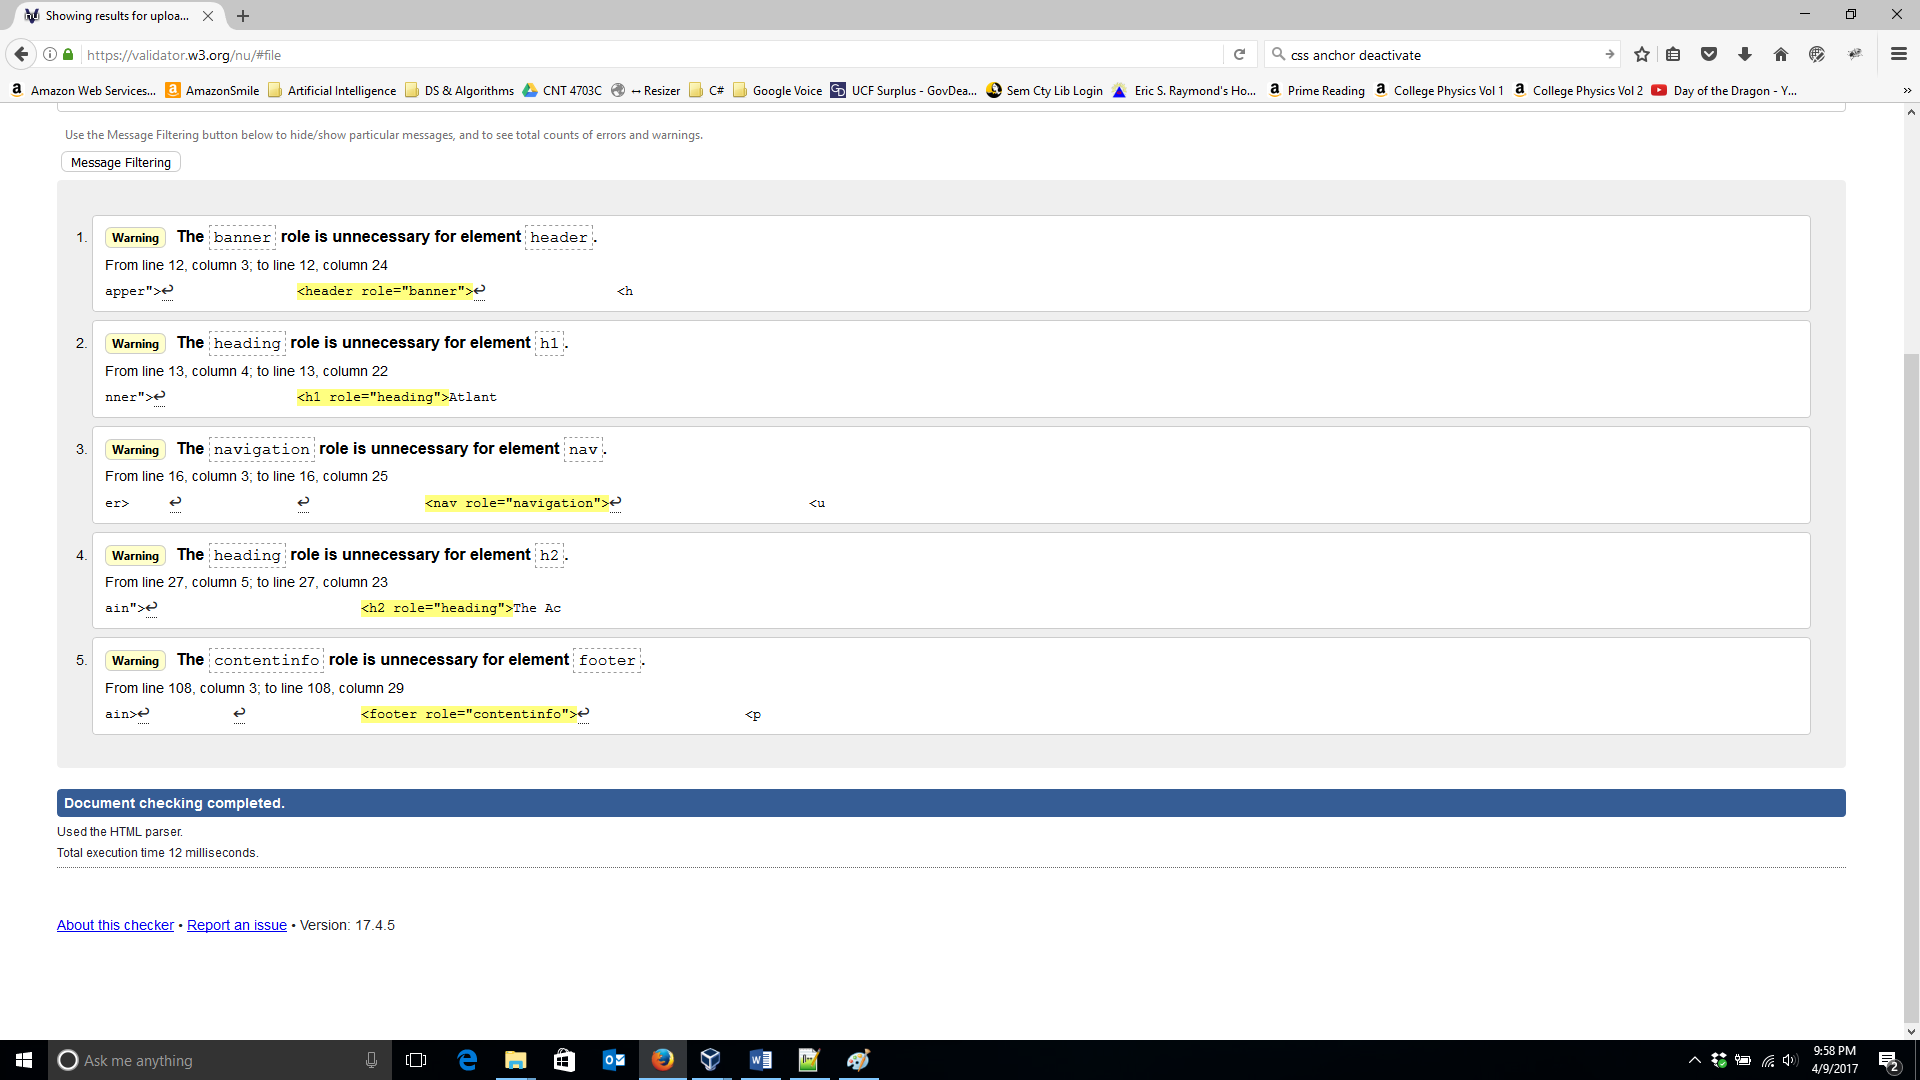 Showing results for uploa...
https://validator.w3.org/nu/#file
css anchor deactivate
Amazon Web Services... AmazonSmile Artificial Intelligence DS & Algorithms CNT 4703C ↔ Resizer C# Google Voice UCF Surplus - GovDea... Sem Cty Lib Login Eric S. Raymond's Ho... Prime Reading College Physics Vol 1 College Physics Vol 2 Day of the Dragon - Y... »
Use the Message Filtering button below to hide/show particular messages, and to see total counts of errors and warnings.
Message Filtering
1. Warning The banner role is unnecessary for element header.
From line 12, column 3; to line 12, column 24
apper">↩ <header role="banner">↩ <h
2. Warning The heading role is unnecessary for element h1.
From line 13, column 4; to line 13, column 22
nner">↩ <h1 role="heading">Atlant
3. Warning The navigation role is unnecessary for element nav.
From line 16, column 3; to line 16, column 25
er> ↩ ↩ <nav role="navigation">↩ <u
4. Warning The heading role is unnecessary for element h2.
From line 27, column 5; to line 27, column 23
ain">↩ <h2 role="heading">The Ac
5. Warning The contentinfo role is unnecessary for element footer.
From line 108, column 3; to line 108, column 29
ain>↩ ↩ <footer role="contentinfo">↩ <p
Document checking completed.
Used the HTML parser.
Total execution time 12 milliseconds.
About this checker • Report an issue • Version: 17.4.5
Ask me anything
9:58 PM
4/9/2017
2